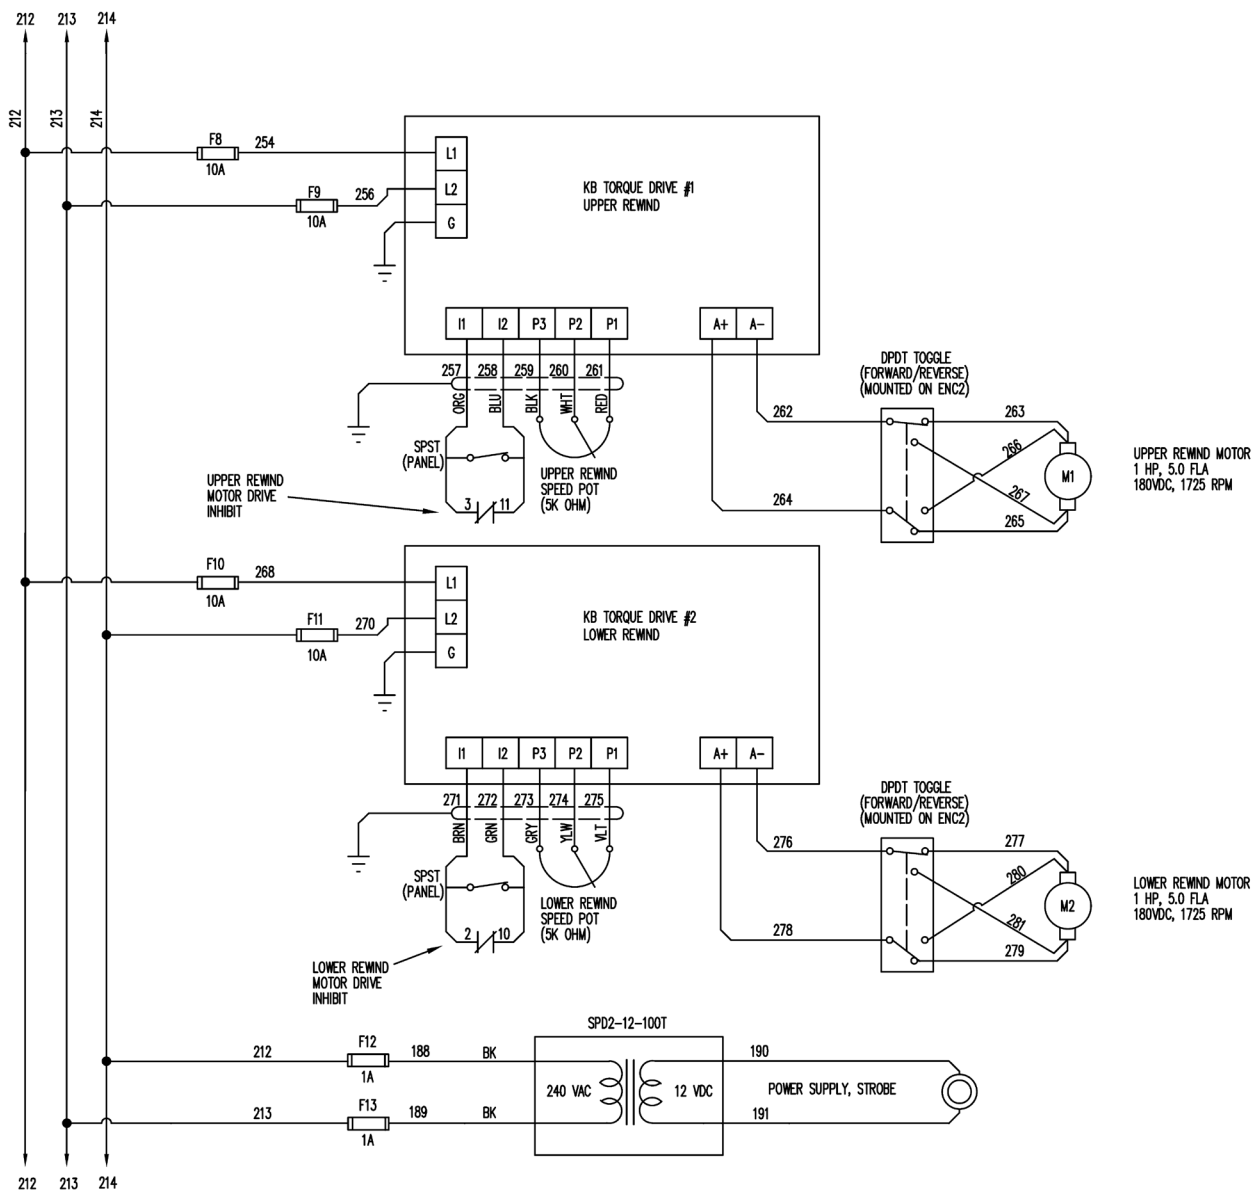 212 213 214
212 213 214
F8 254
10A
F9 256
10A
L1
L2
G
KB TORQUE DRIVE #1
UPPER REWIND
I1 I2 P3 P2 P1
A+ A-
257 258 259 260 261
ORG BLU BLK WHT RED
SPST
(PANEL)
UPPER REWIND
MOTOR DRIVE
INHIBIT
3 11
UPPER REWIND
SPEED POT
(5K OHM)
DPDT TOGGLE
(FORWARD/REVERSE)
(MOUNTED ON ENC2)
262 263
266
264 267
265
M1
UPPER REWIND MOTOR
1 HP, 5.0 FLA
180VDC, 1725 RPM
F10 268
10A
F11 270
10A
L1
L2
G
KB TORQUE DRIVE #2
LOWER REWIND
I1 I2 P3 P2 P1
A+ A-
271 272 273 274 275
BRN GRN GRY YLW VLT
SPST
(PANEL)
2 10
LOWER REWIND
MOTOR DRIVE
INHIBIT
LOWER REWIND
SPEED POT
(5K OHM)
DPDT TOGGLE
(FORWARD/REVERSE)
(MOUNTED ON ENC2)
276 277
280
278 281
279
M2
LOWER REWIND MOTOR
1 HP, 5.0 FLA
180VDC, 1725 RPM
SPD2-12-100T
212 F12 188 BK
1A
240 VAC 12 VDC
190
POWER SUPPLY, STROBE
213 F13 189 BK
1A
191
212 213 214